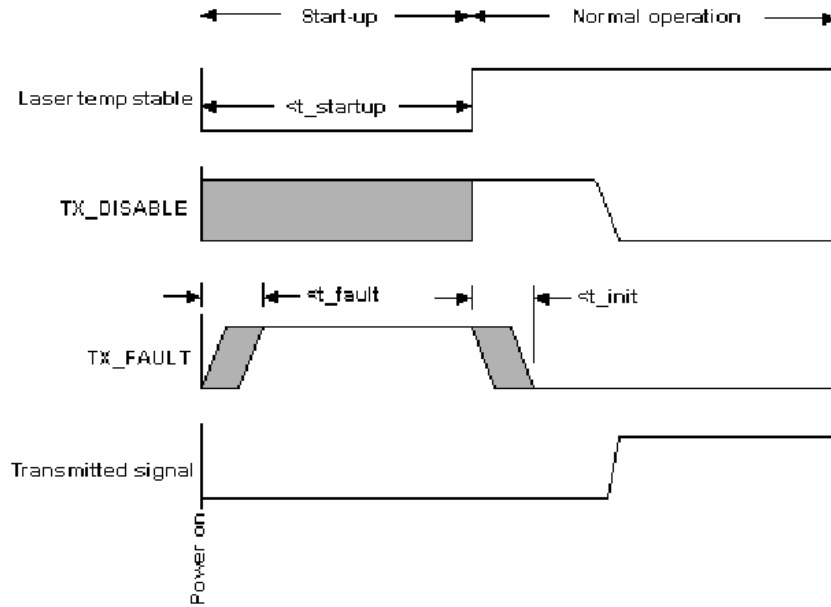 Start-up
Normal operation
Laser temp stable
<t_startup
TX_DISABLE
<t_fault
<t_init
TX_FAULT
Transmitted signal
Power on